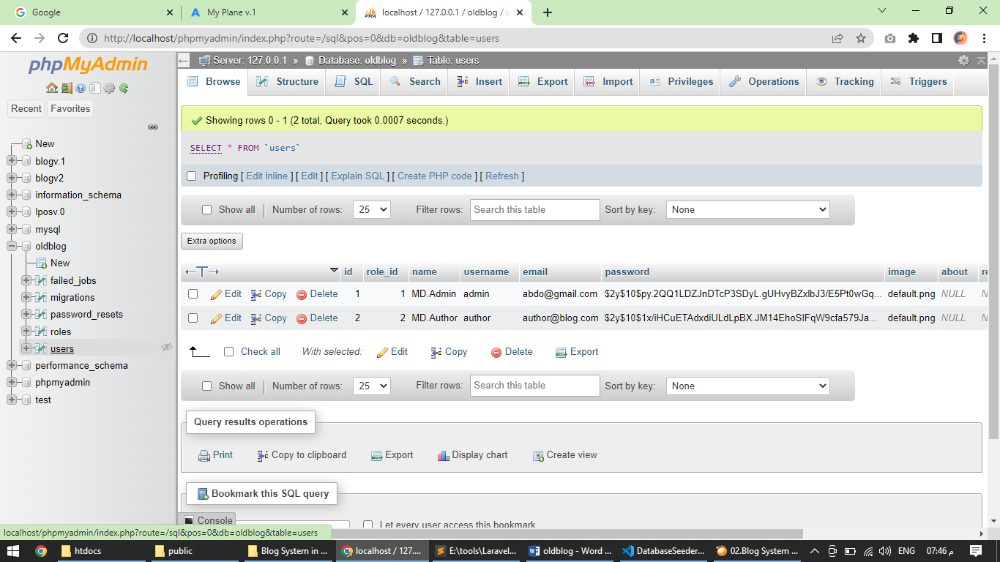 Google
My Plane v.1
localhost / 127.0.0.1 / oldblog / u
http://localhost/phpmyadmin/index.php?route=/sql&pos=0&db=oldblog&table=users
phpMyAdmin
Recent Favorites
New
blogv.1
blogv2
information_schema
lposv.0
mysql
oldblog
New
failed_jobs
migrations
password_resets
roles
users
performance_schema
phpmyadmin
test
Server: 127.0.0.1 » Database: oldblog » Table: users
Browse Structure SQL Search Insert Export Import Privileges Operations Tracking Triggers
Showing rows 0 - 1 (2 total, Query took 0.0007 seconds.)
SELECT * FROM `users`
Profiling [ Edit inline ] [ Edit ] [ Explain SQL ] [ Create PHP code ] [ Refresh ]
Show all Number of rows: 25 Filter rows: Search this table Sort by key: None
Extra options
id role_id name username email password image about re
Edit Copy Delete 1 1 MD.Admin admin abdo@gmail.com $2y$10$py.2QQ1LDZJnDTcP3SDyL.gUHvyBZxlbJ3/E5Pt0wGq... default.png NULL N
Edit Copy Delete 2 2 MD.Author author author@blog.com $2y$10$1x/iHCuETAdxdiULdLpBX.JM14EhoSIFqW9cfa579Ja... default.png NULL N
Check all With selected: Edit Copy Delete Export
Show all Number of rows: 25 Filter rows: Search this table Sort by key: None
Query results operations
Print Copy to clipboard Export Display chart Create view
Bookmark this SQL query
Console
Let every user access this bookmark
localhost/phpmyadmin/index.php?route=/sql&pos=0&db=oldblog&table=users
htdocs public Blog System in ... localhost / 127.... E:\tools\Laravel... oldblog - Word ... DatabaseSeeder... 02.Blog System ... ENG 07:46 م